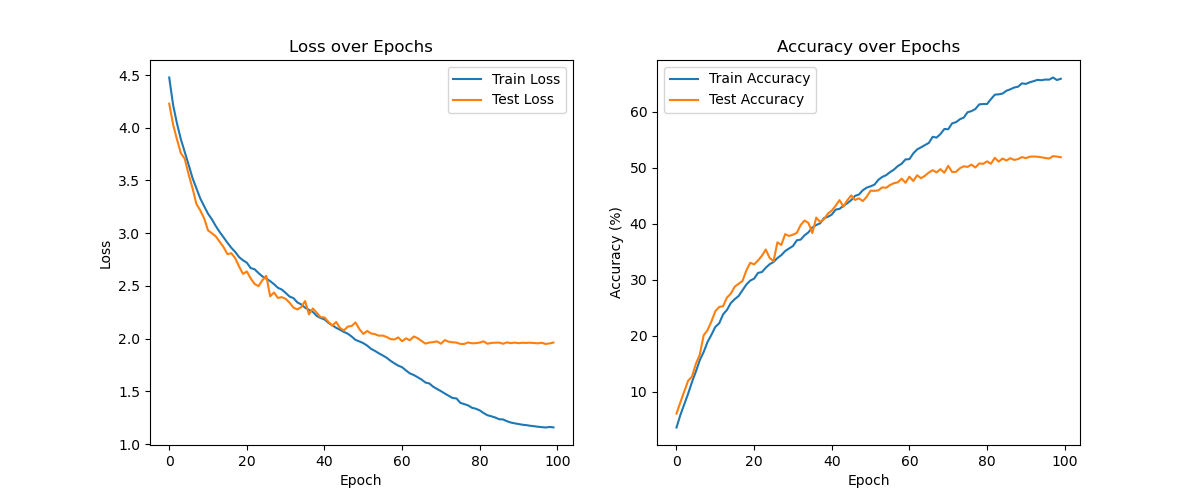 Loss over Epochs
4.5
4.0
3.5
3.0
2.5
2.0
1.5
1.0
Loss
0 20 40 60 80 100
Epoch
Train Loss
Test Loss
Accuracy over Epochs
60
50
40
30
20
10
Accuracy (%)
0 20 40 60 80 100
Epoch
Train Accuracy
Test Accuracy